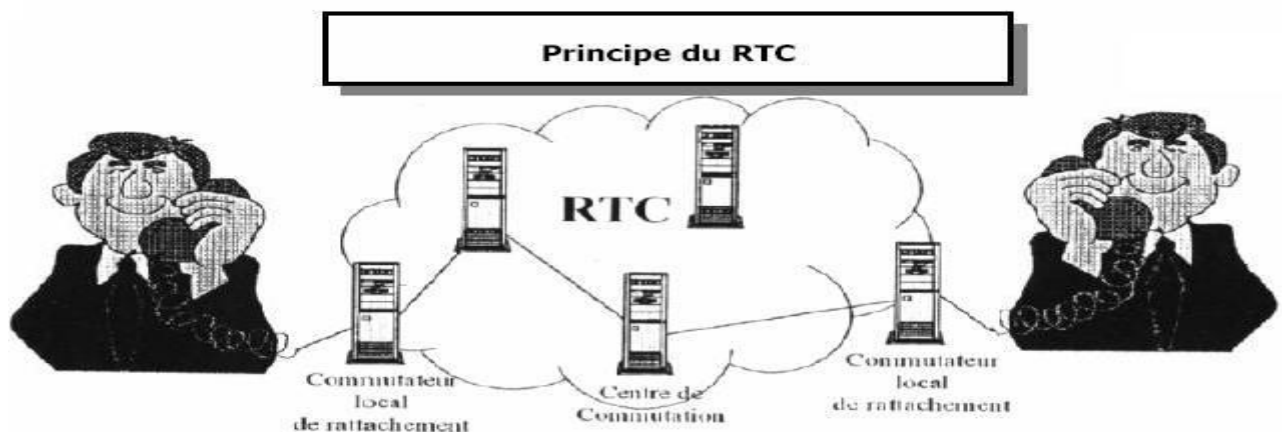 Principe du RTC
RTC
Commutateur
local
de rattachement
Centre de
Commutation
Commutateur
local
de rattachement